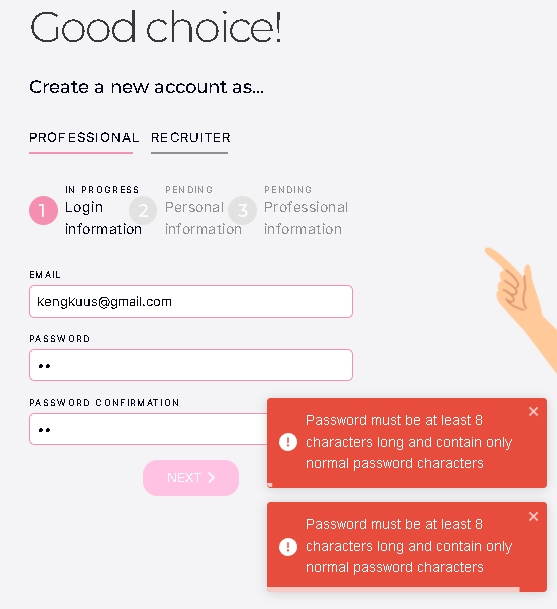 Good choice!
Create a new account as...
PROFESSIONAL RECRUITER
IN PROGRESS PENDING PENDING
1 Login 2 Personal 3 Professional
information information information
EMAIL
kengkuus@gmail.com
PASSWORD
••
PASSWORD CONFIRMATION
••
NEXT >
Password must be at least 8
characters long and contain only
normal password characters
Password must be at least 8
characters long and contain only
normal password characters